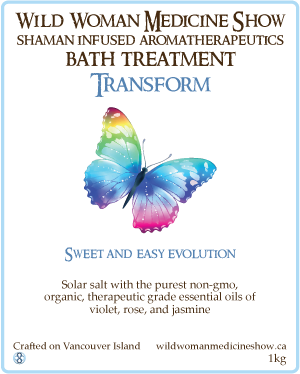 Wild Woman Medicine Show
shaman infused aromatherapeutics
BATH TREATMENT
Transform
Sweet and easy evolution
Solar salt with the purest non-gmo,
organic, therapeutic grade essential oils of
violet, rose, and jasmine
Crafted on Vancouver Island wildwomanmedicineshow.ca
1kg